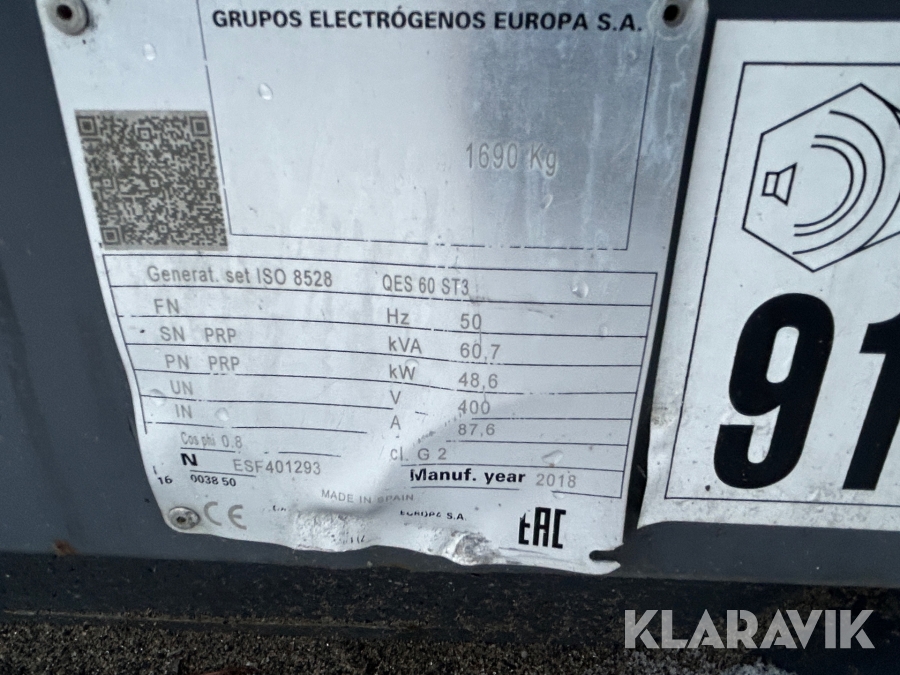 GRUPOS ELECTRÓGENOS EUROPA S.A.
1690 Kg
Generat. set ISO 8528 QES 60 ST3
FN Hz 50
SN PRP kVA 60,7
PN PRP kW 48,6
UN V 400
IN A 87,6
Cos phi 0.8 cl. G 2
N ESF401293 Manuf. year 2018
16 0038 50
MADE IN SPAIN
CE EUROPA S.A. EAC
91
KLARAVIK